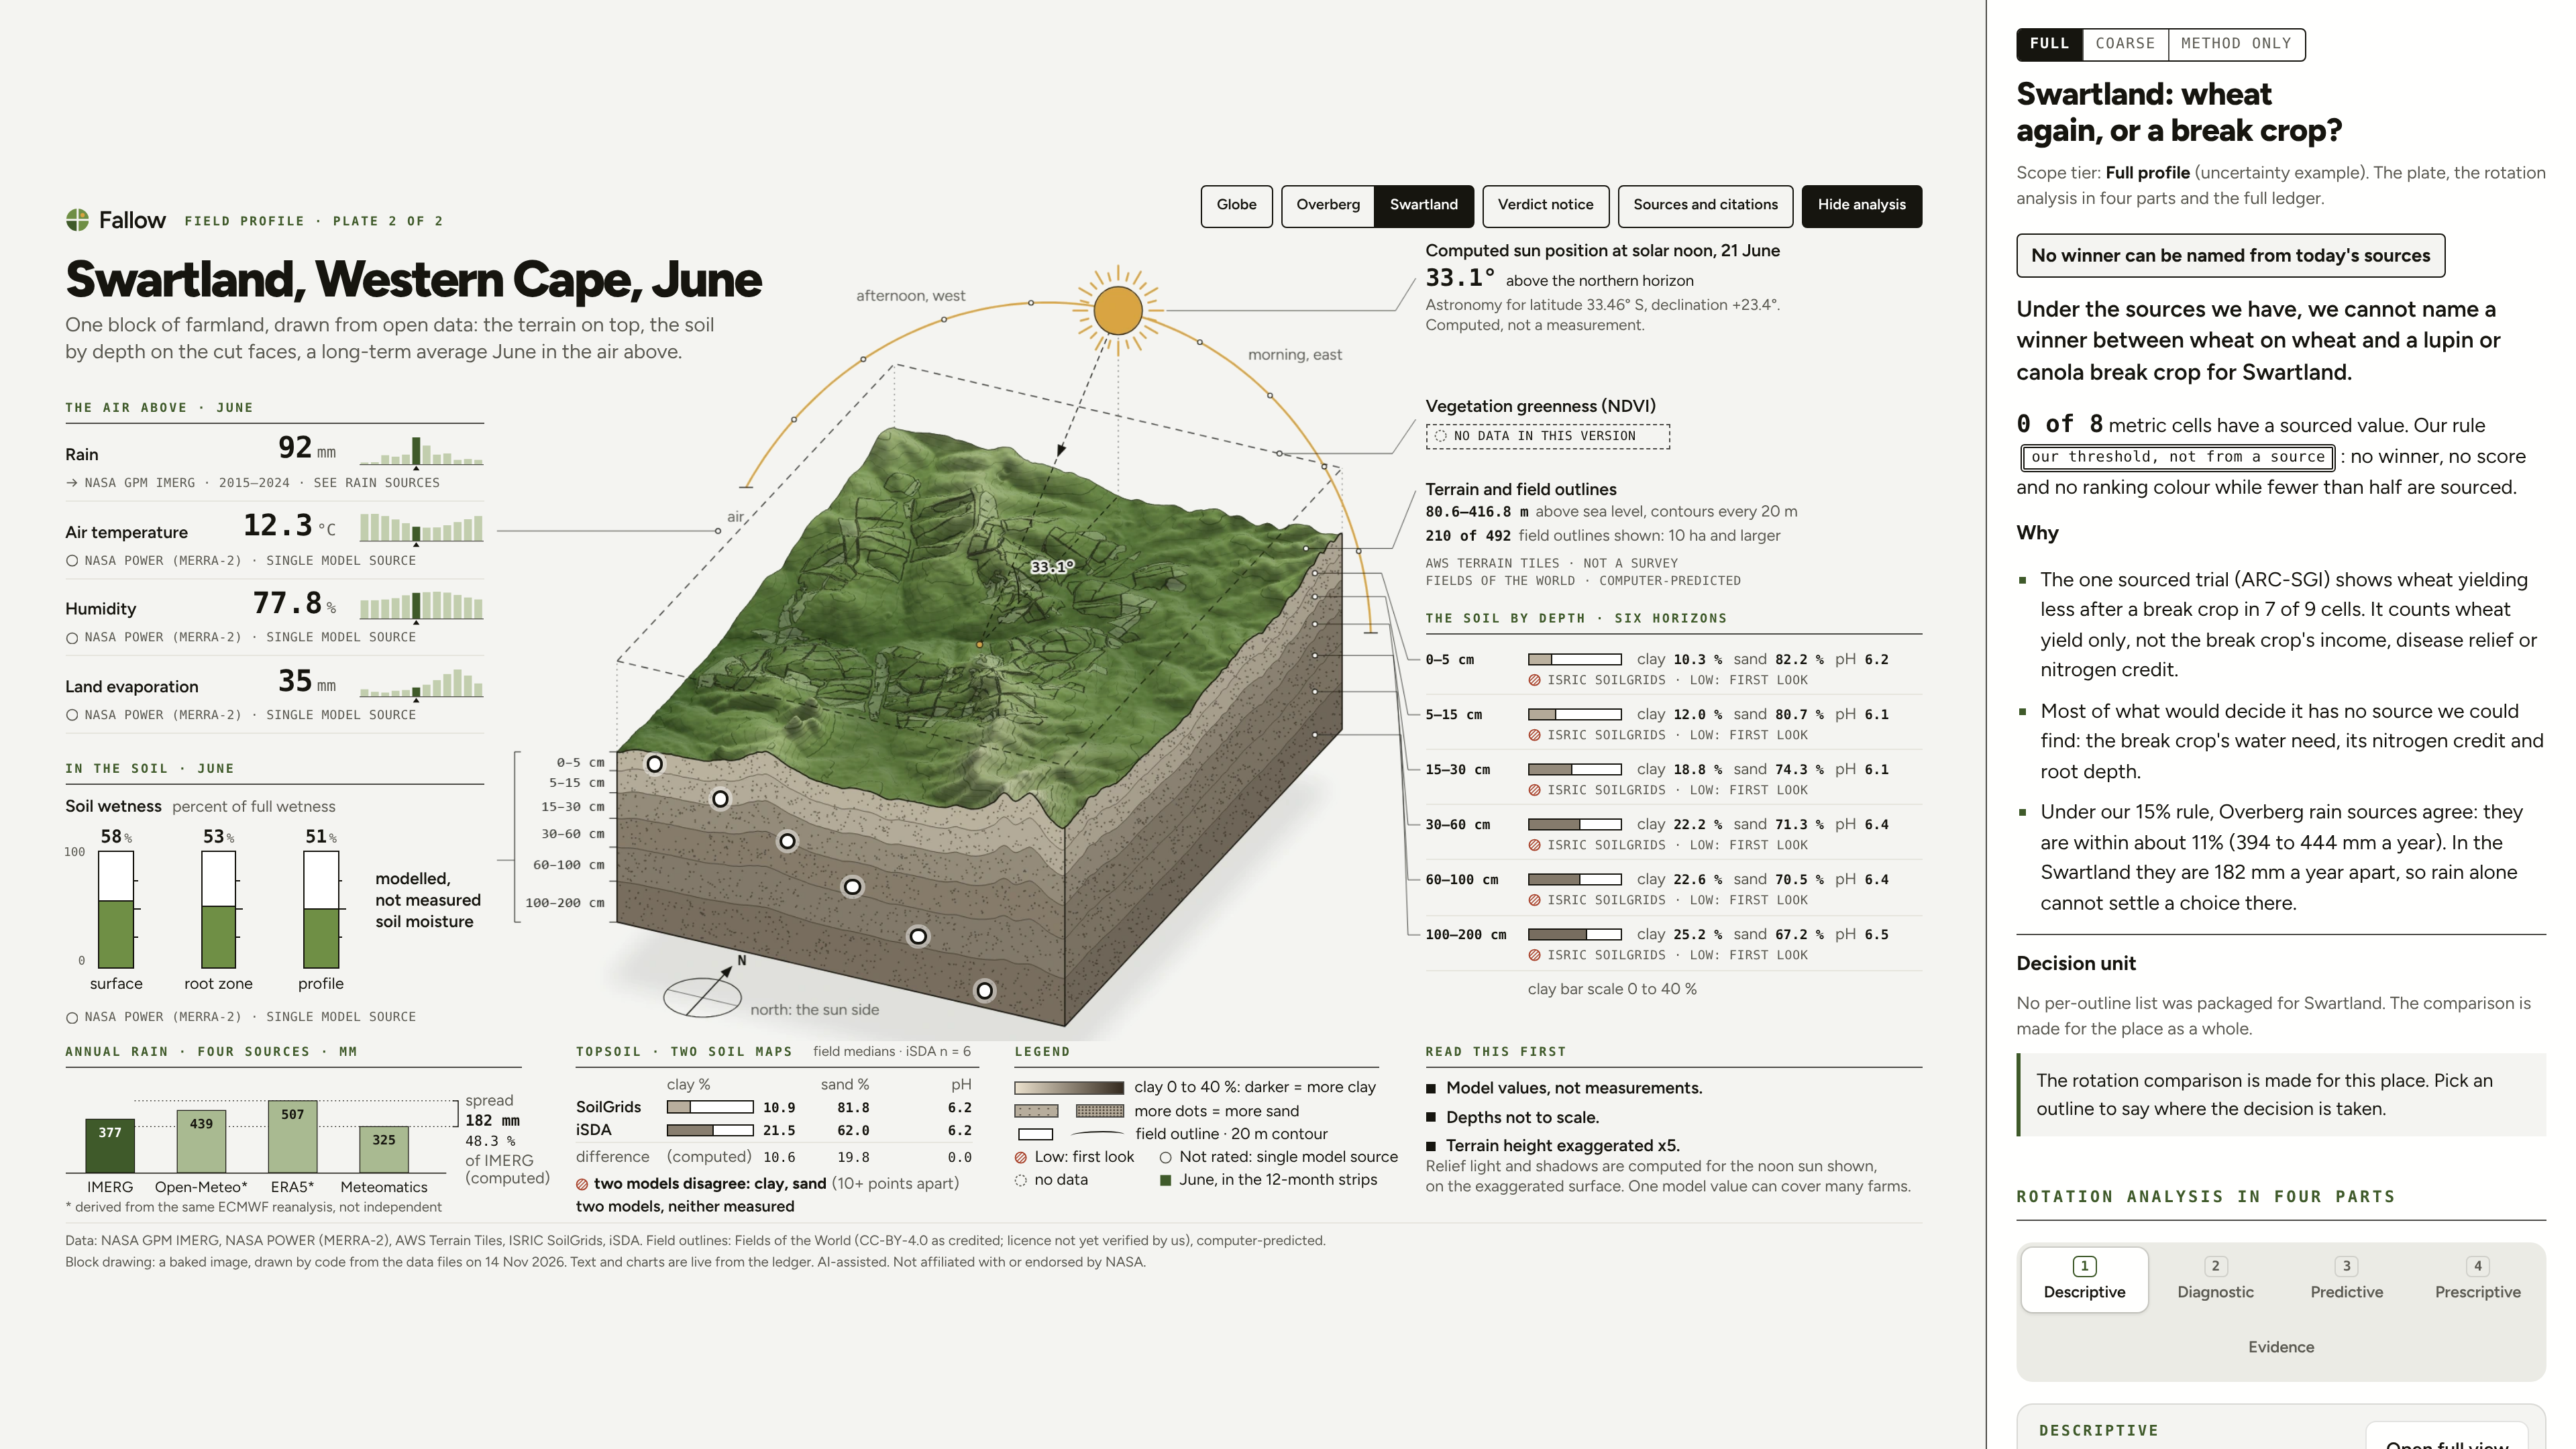 Fallow FIELD PROFILE · PLATE 2 OF 2
Globe Overberg Swartland Verdict notice Sources and citations Hide analysis
Swartland, Western Cape, June
One block of farmland, drawn from open data: the terrain on top, the soil
by depth on the cut faces, a long-term average June in the air above.
THE AIR ABOVE · JUNE
Rain 92 mm
→ NASA GPM IMERG · 2015–2024 · SEE RAIN SOURCES
Air temperature 12.3 °C
NASA POWER (MERRA-2) · SINGLE MODEL SOURCE
Humidity 77.8 %
NASA POWER (MERRA-2) · SINGLE MODEL SOURCE
Land evaporation 35 mm
NASA POWER (MERRA-2) · SINGLE MODEL SOURCE
IN THE SOIL · JUNE
Soil wetness percent of full wetness
58% 53% 51%
100
0
surface root zone profile
modelled,
not measured
soil moisture
NASA POWER (MERRA-2) · SINGLE MODEL SOURCE
afternoon, west
morning, east
air
33.1°
0–5 cm
5–15 cm
15–30 cm
30–60 cm
60–100 cm
100–200 cm
N
north: the sun side
Computed sun position at solar noon, 21 June
33.1° above the northern horizon
Astronomy for latitude 33.46° S, declination +23.4°.
Computed, not a measurement.
Vegetation greenness (NDVI)
NO DATA IN THIS VERSION
Terrain and field outlines
80.6–416.8 m above sea level, contours every 20 m
210 of 492 field outlines shown: 10 ha and larger
AWS TERRAIN TILES · NOT A SURVEY
FIELDS OF THE WORLD · COMPUTER-PREDICTED
THE SOIL BY DEPTH · SIX HORIZONS
0–5 cm clay 10.3 % sand 82.2 % pH 6.2
ISRIC SOILGRIDS · LOW: FIRST LOOK
5–15 cm clay 12.0 % sand 80.7 % pH 6.1
ISRIC SOILGRIDS · LOW: FIRST LOOK
15–30 cm clay 18.8 % sand 74.3 % pH 6.1
ISRIC SOILGRIDS · LOW: FIRST LOOK
30–60 cm clay 22.2 % sand 71.3 % pH 6.4
ISRIC SOILGRIDS · LOW: FIRST LOOK
60–100 cm clay 22.6 % sand 70.5 % pH 6.4
ISRIC SOILGRIDS · LOW: FIRST LOOK
100–200 cm clay 25.2 % sand 67.2 % pH 6.5
ISRIC SOILGRIDS · LOW: FIRST LOOK
clay bar scale 0 to 40 %
ANNUAL RAIN · FOUR SOURCES · MM
377 439 507 325
IMERG Open-Meteo* ERA5* Meteomatics
spread
182 mm
48.3 %
of IMERG
(computed)
* derived from the same ECMWF reanalysis, not independent
TOPSOIL · TWO SOIL MAPS field medians · iSDA n = 6
clay % sand % pH
SoilGrids 10.9 81.8 6.2
iSDA 21.5 62.0 6.2
difference (computed) 10.6 19.8 0.0
two models disagree: clay, sand (10+ points apart)
two models, neither measured
LEGEND
clay 0 to 40 %: darker = more clay
more dots = more sand
field outline · 20 m contour
Low: first look Not rated: single model source
no data June, in the 12-month strips
READ THIS FIRST
Model values, not measurements.
Depths not to scale.
Terrain height exaggerated x5.
Relief light and shadows are computed for the noon sun shown,
on the exaggerated surface. One model value can cover many farms.
Data: NASA GPM IMERG, NASA POWER (MERRA-2), AWS Terrain Tiles, ISRIC SoilGrids, iSDA. Field outlines: Fields of the World (CC-BY-4.0 as credited; licence not yet verified by us), computer-predicted.
Block drawing: a baked image, drawn by code from the data files on 14 Nov 2026. Text and charts are live from the ledger. AI-assisted. Not affiliated with or endorsed by NASA.
FULL COARSE METHOD ONLY
Swartland: wheat
again, or a break crop?
Scope tier: Full profile (uncertainty example). The plate, the rotation
analysis in four parts and the full ledger.
No winner can be named from today's sources
Under the sources we have, we cannot name a
winner between wheat on wheat and a lupin or
canola break crop for Swartland.
0 of 8 metric cells have a sourced value. Our rule
our threshold, not from a source : no winner, no score
and no ranking colour while fewer than half are sourced.
Why
The one sourced trial (ARC-SGI) shows wheat yielding
less after a break crop in 7 of 9 cells. It counts wheat
yield only, not the break crop's income, disease relief or
nitrogen credit.
Most of what would decide it has no source we could
find: the break crop's water need, its nitrogen credit and
root depth.
Under our 15% rule, Overberg rain sources agree: they
are within about 11% (394 to 444 mm a year). In the
Swartland they are 182 mm a year apart, so rain alone
cannot settle a choice there.
Decision unit
No per-outline list was packaged for Swartland. The comparison is
made for the place as a whole.
The rotation comparison is made for this place. Pick an
outline to say where the decision is taken.
ROTATION ANALYSIS IN FOUR PARTS
1 2 3 4
Descriptive Diagnostic Predictive Prescriptive
Evidence
DESCRIPTIVE
Open full view